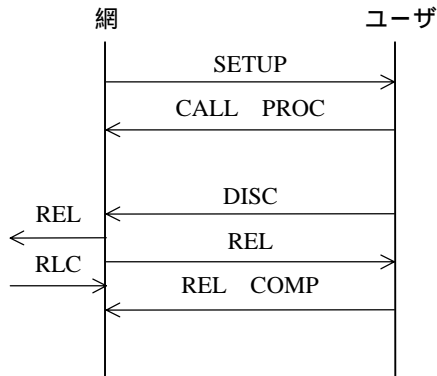 網 ユーザ
SETUP
CALL PROC
DISC
REL
REL
RLC
REL COMP